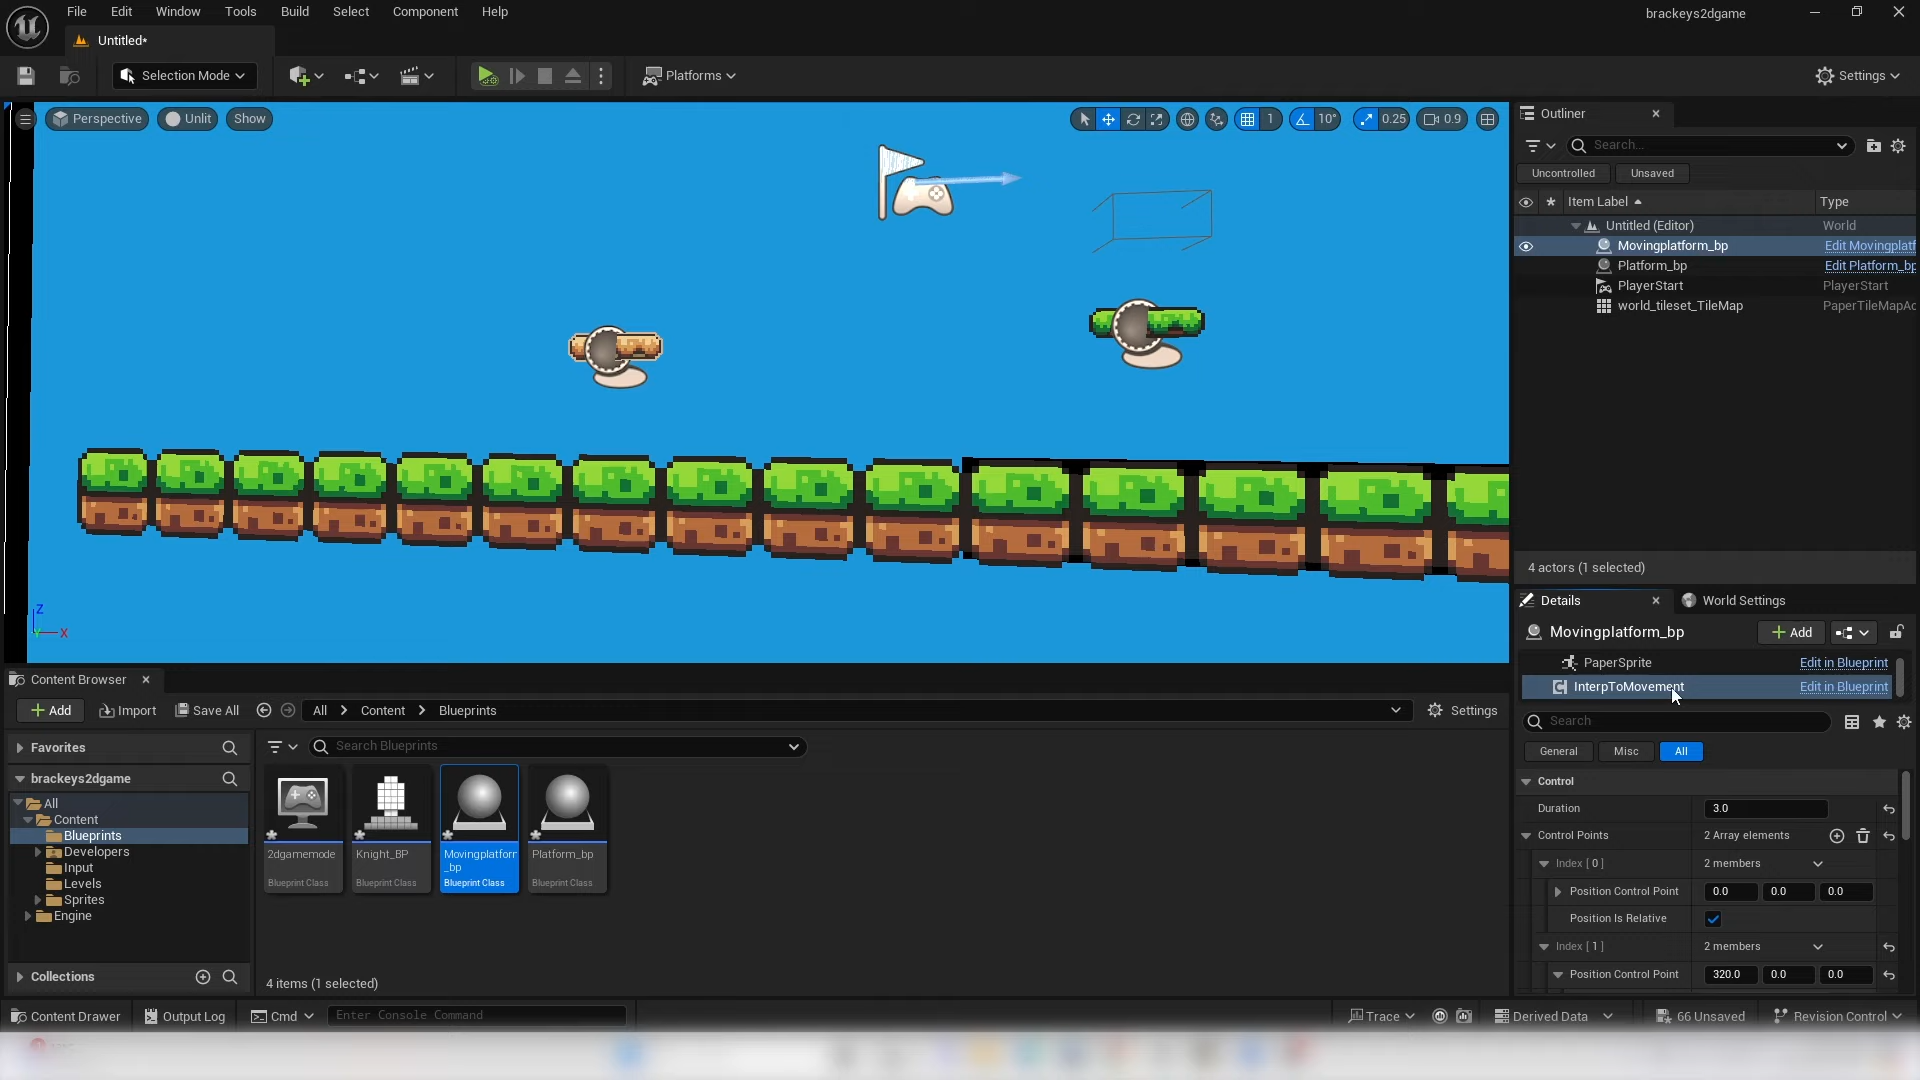 File Edit Window Tools Build Select Component Help
brackeys2dgame
Untitled*
Selection Mode
Platforms
Settings
Perspective
Unlit
Show
1
10°
0.25
0.9
Z
X
Outliner
Search...
Uncontrolled
Unsaved
Item Label
Type
Untitled (Editor)
World
Movingplatform_bp
Edit Movingplatf
Platform_bp
Edit Platform_bp
PlayerStart
PlayerStart
world_tileset_TileMap
PaperTileMapAc
4 actors (1 selected)
Details
World Settings
Movingplatform_bp
Add
PaperSprite
Edit in Blueprint
InterpToMovement
Edit in Blueprint
Search
General
Misc
All
Control
Duration
3.0
Control Points
2 Array elements
Index [ 0 ]
2 members
Position Control Point
0.0
0.0
0.0
Position Is Relative
Index [ 1 ]
2 members
Position Control Point
320.0
0.0
0.0
Content Browser
Add
Import
Save All
All
Content
Blueprints
Settings
Favorites
brackeys2dgame
All
Content
Blueprints
Developers
Input
Levels
Sprites
Engine
Collections
Search Blueprints
2dgamemode
Blueprint Class
Knight_BP
Blueprint Class
Movingplatform
_bp
Blueprint Class
Platform_bp
Blueprint Class
4 items (1 selected)
Content Drawer
Output Log
Cmd
Enter Console Command
Trace
Derived Data
66 Unsaved
Revision Control